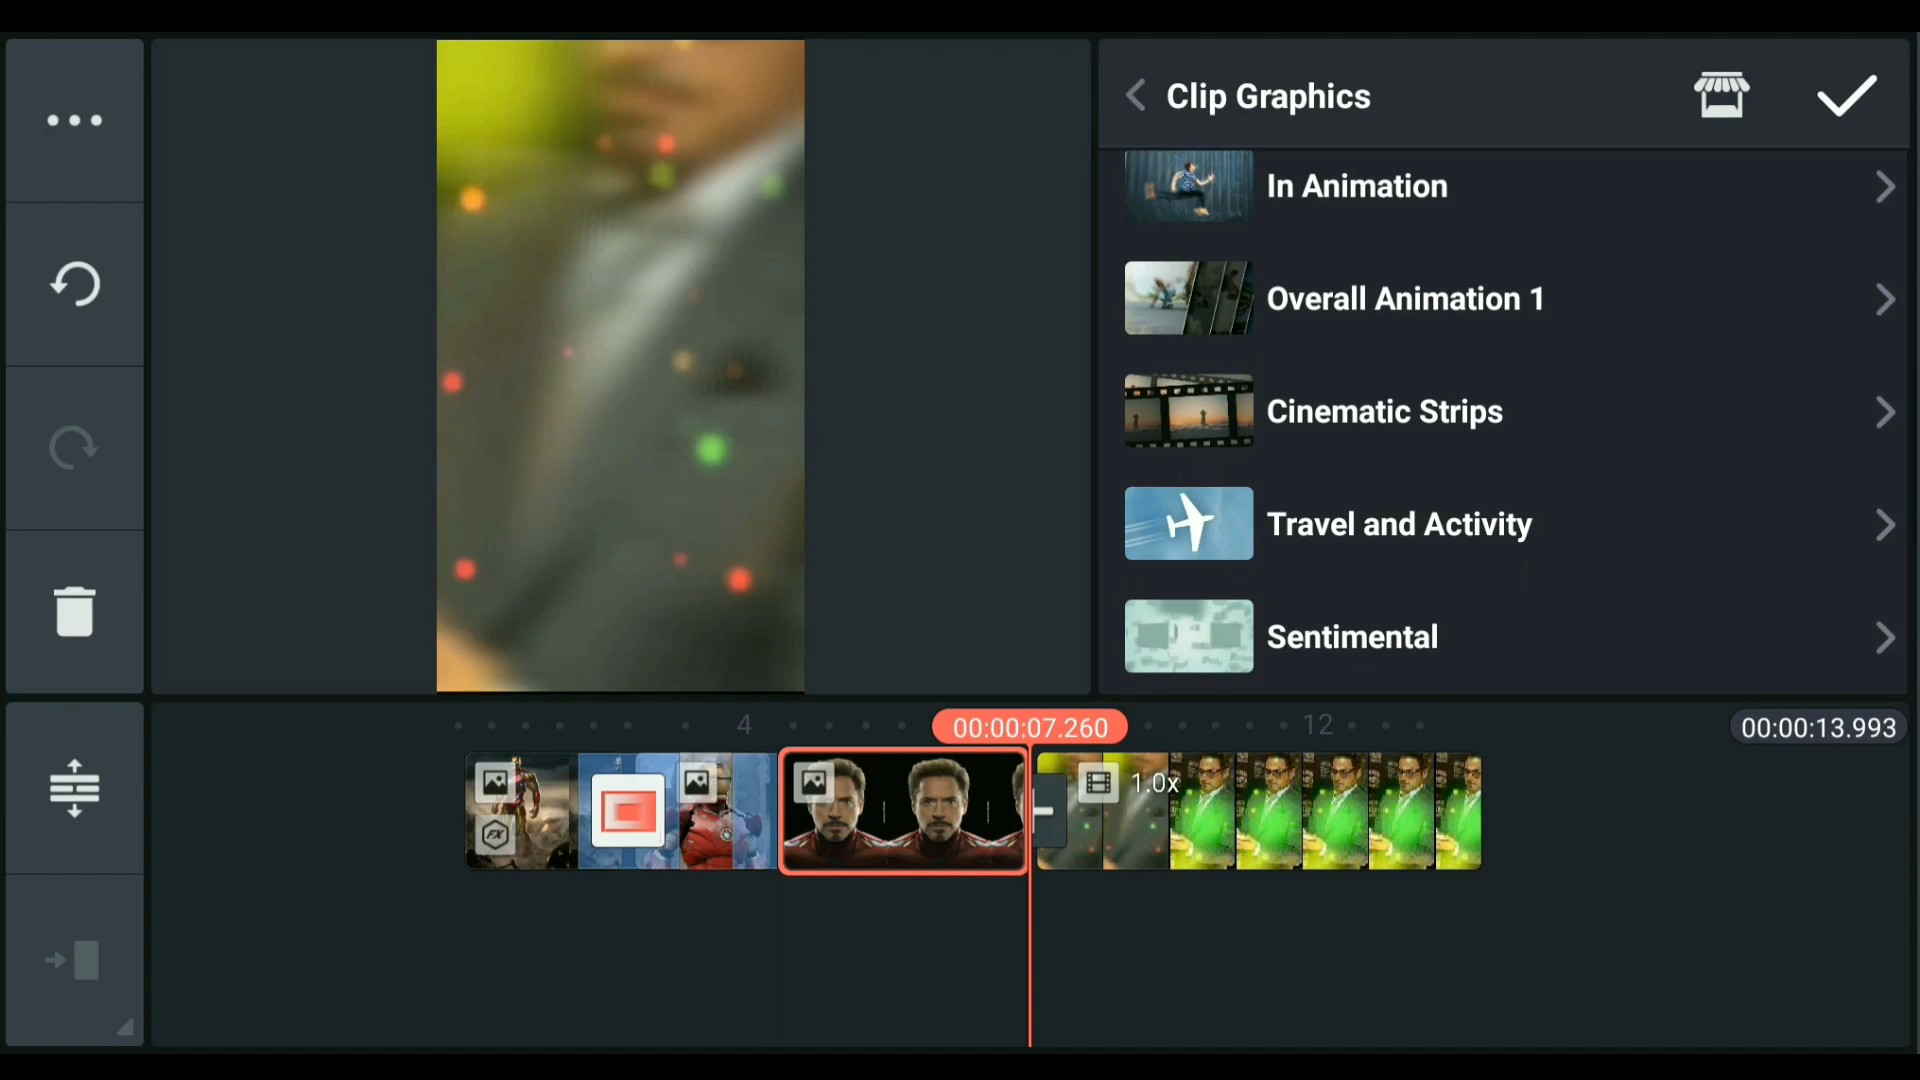 Clip Graphics
In Animation
Overall Animation 1
Cinematic Strips
Travel and Activity
Sentimental
4
00:00:07.260
12
00:00:13.993
1.0x
FX